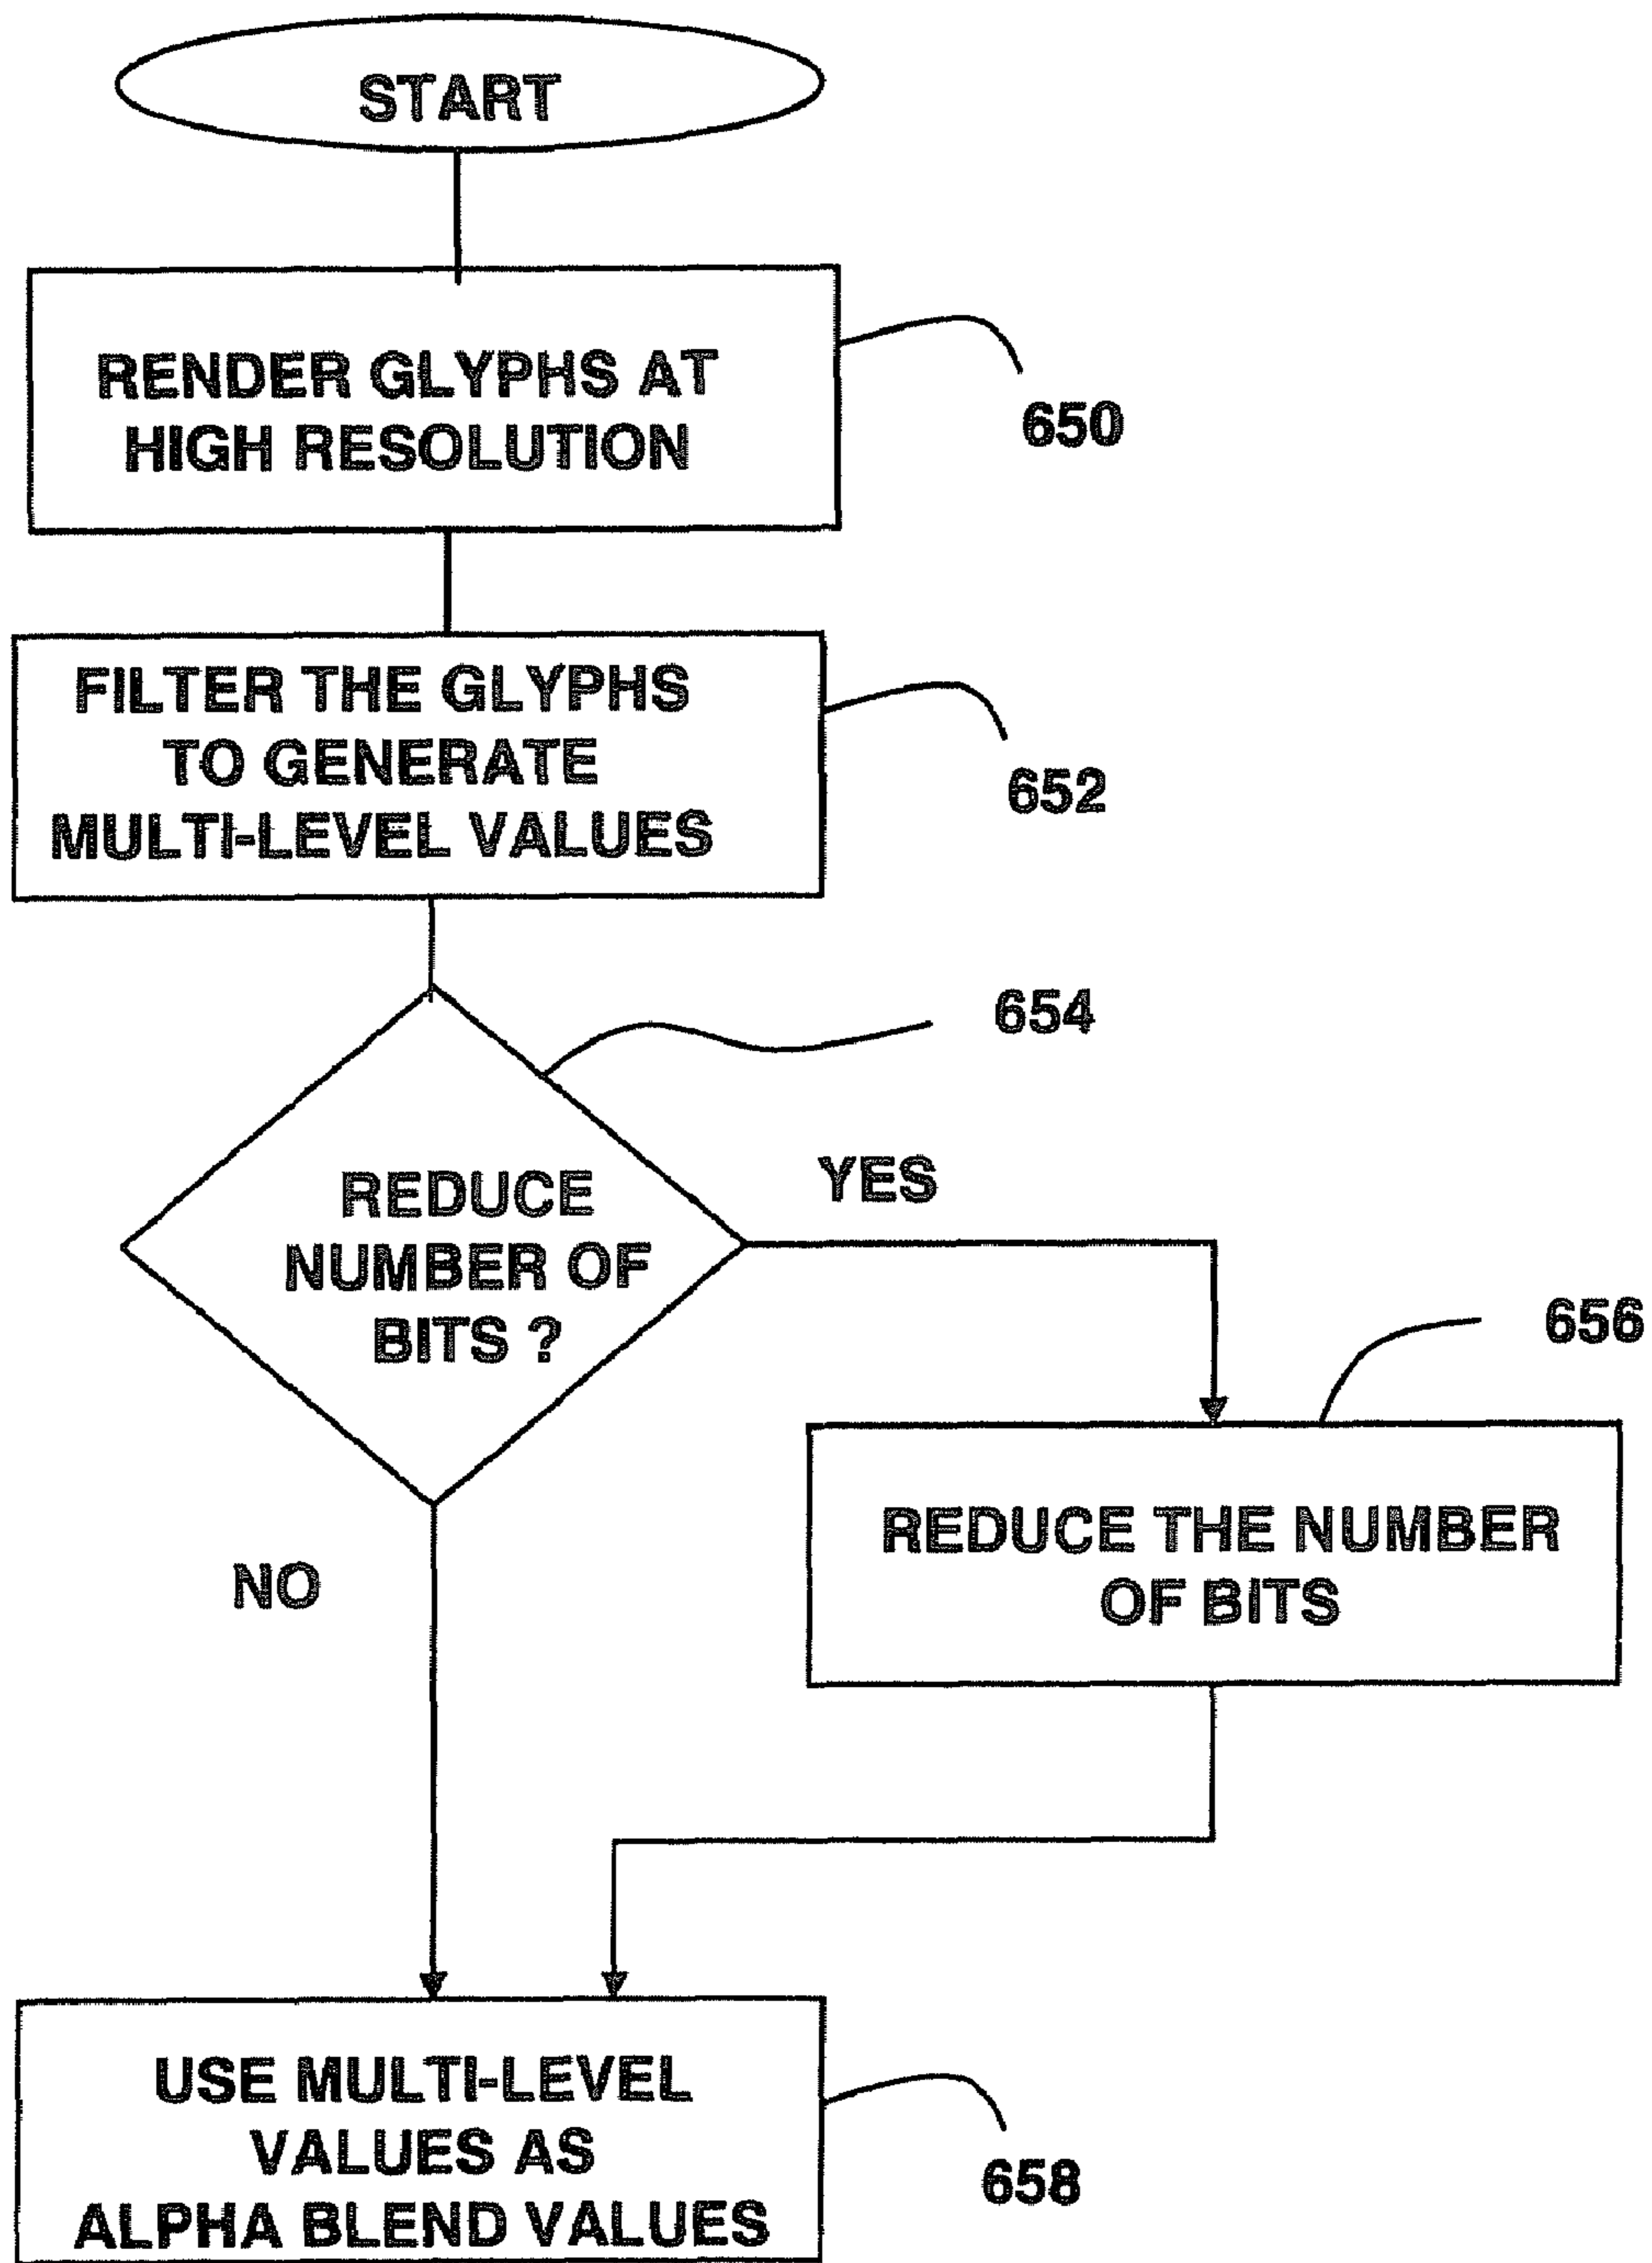 START
RENDER GLYPHS AT
HIGH RESOLUTION
650
FILTER THE GLYPHS
TO GENERATE
MULTI-LEVEL VALUES
652
654
REDUCE
NUMBER OF
BITS ?
YES
656
REDUCE THE NUMBER
OF BITS
NO
USE MULTI-LEVEL
VALUES AS
ALPHA BLEND VALUES
658